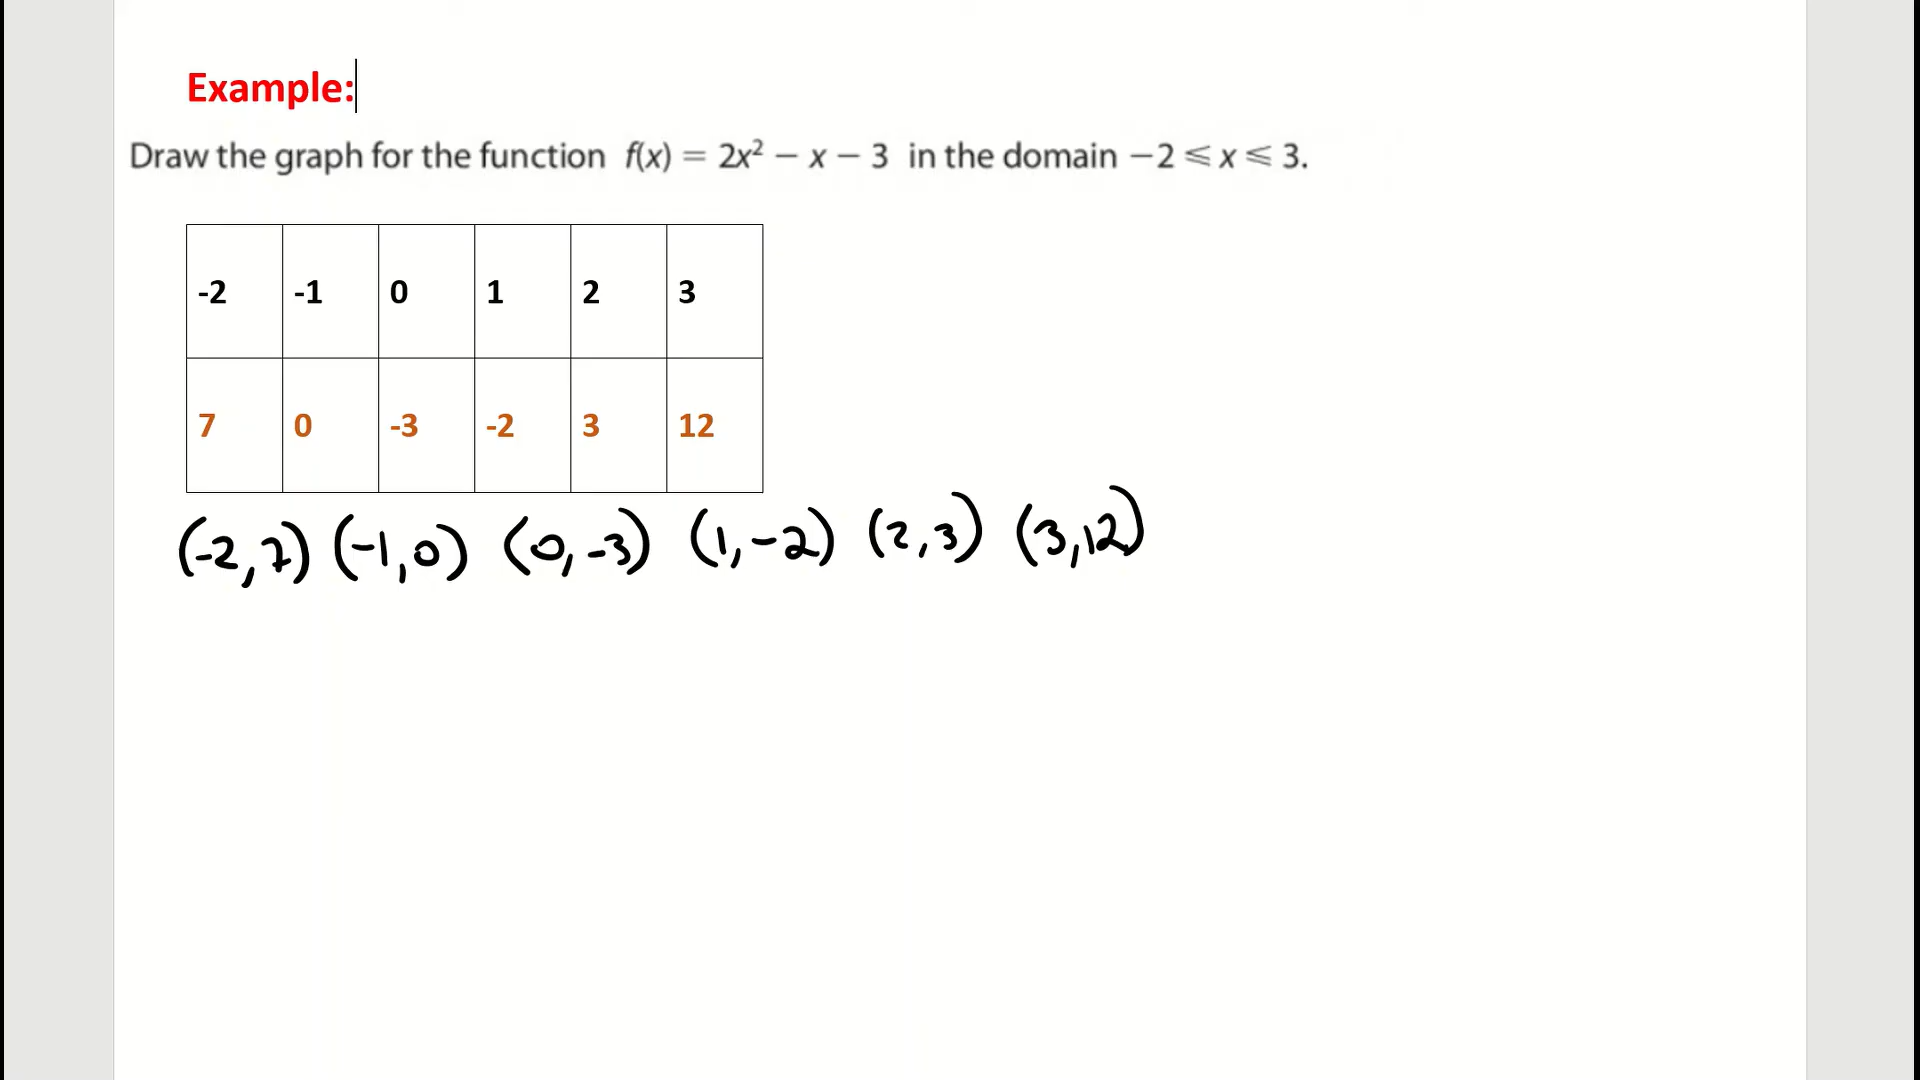 Example:
Draw the graph for the function f(x) = 2x² − x − 3 in the domain −2 ⩽ x ⩽ 3.
-2 -1 0 1 2 3
7 0 -3 -2 3 12
(-2,7) (-1,0) (0,-3) (1,-2) (2,3) (3,12)